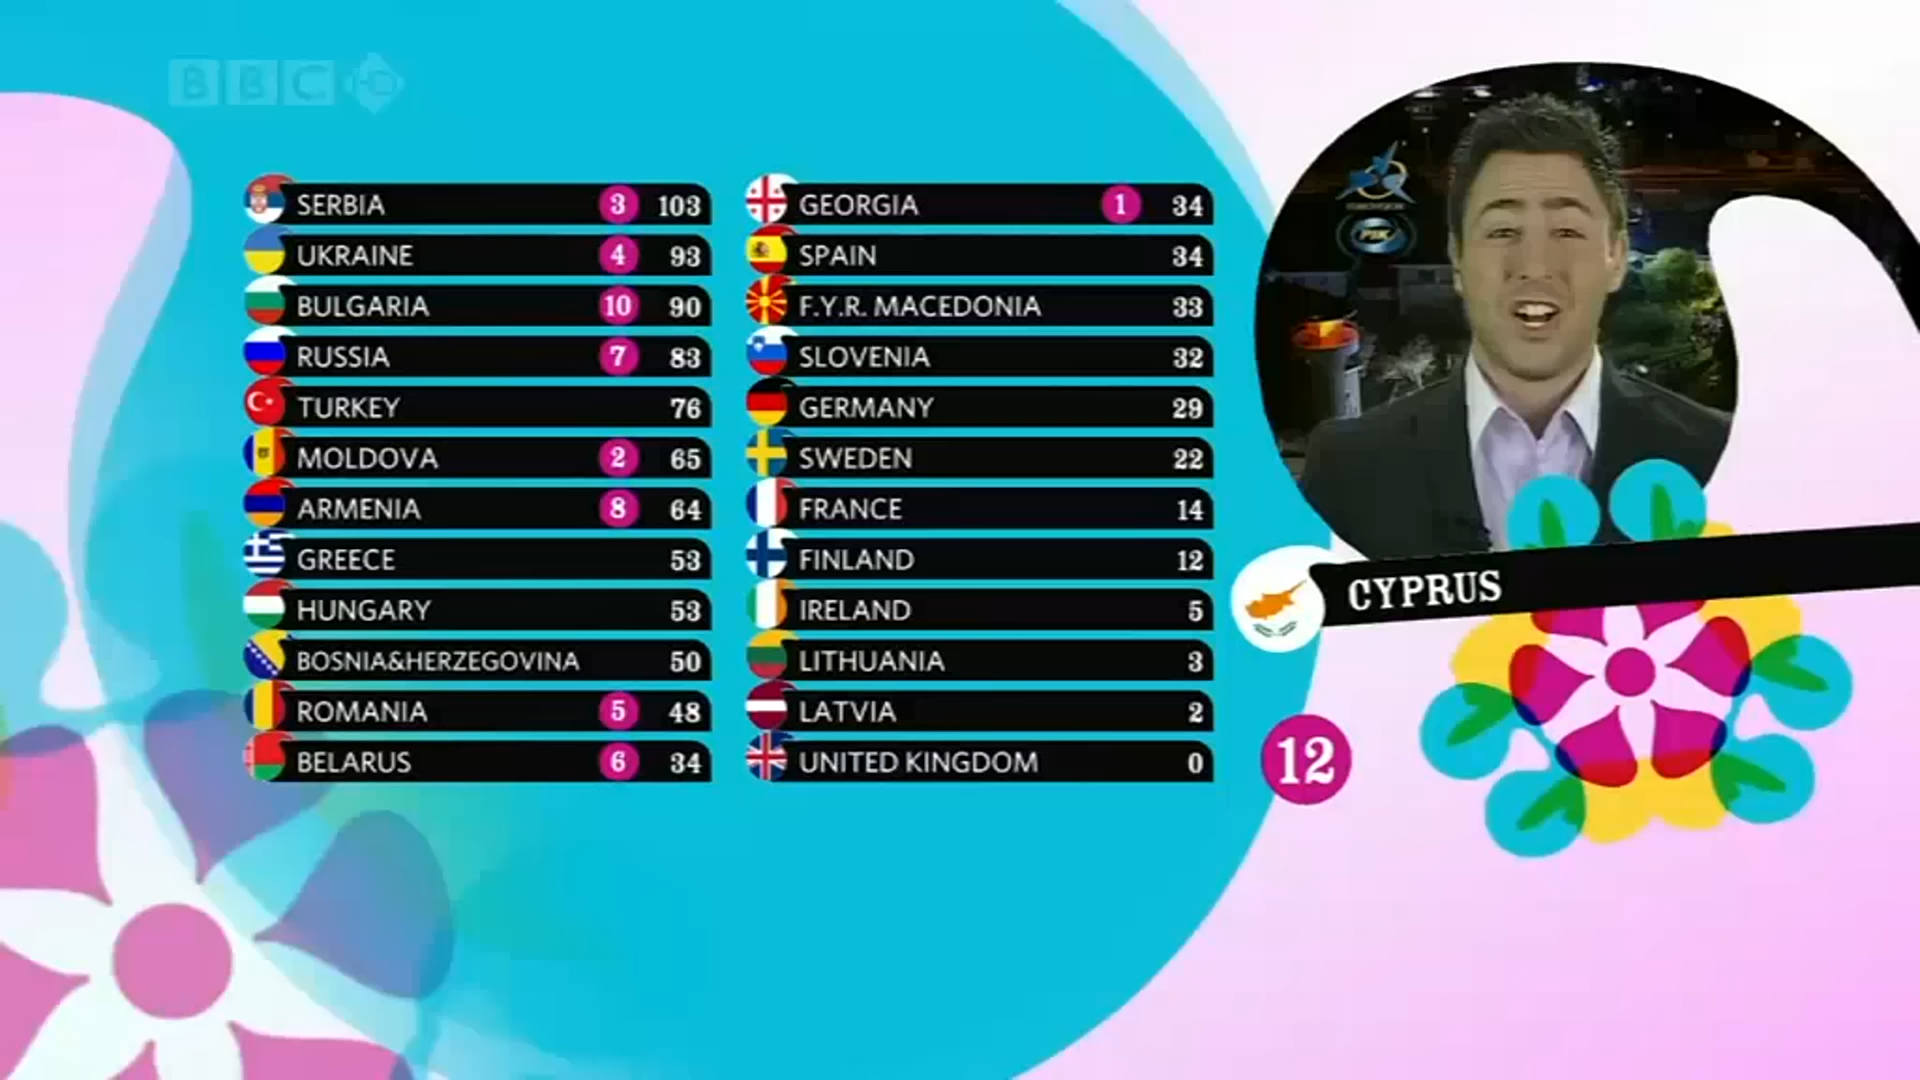 BBC HD
SERBIA 3 103
UKRAINE 4 93
BULGARIA 10 90
RUSSIA 7 83
TURKEY 76
MOLDOVA 2 65
ARMENIA 8 64
GREECE 53
HUNGARY 53
BOSNIA&HERZEGOVINA 50
ROMANIA 5 48
BELARUS 6 34
GEORGIA 1 34
SPAIN 34
F.Y.R. MACEDONIA 33
SLOVENIA 32
GERMANY 29
SWEDEN 22
FRANCE 14
FINLAND 12
IRELAND 5
LITHUANIA 3
LATVIA 2
UNITED KINGDOM 0
ΡΙΚ
CYPRUS
12